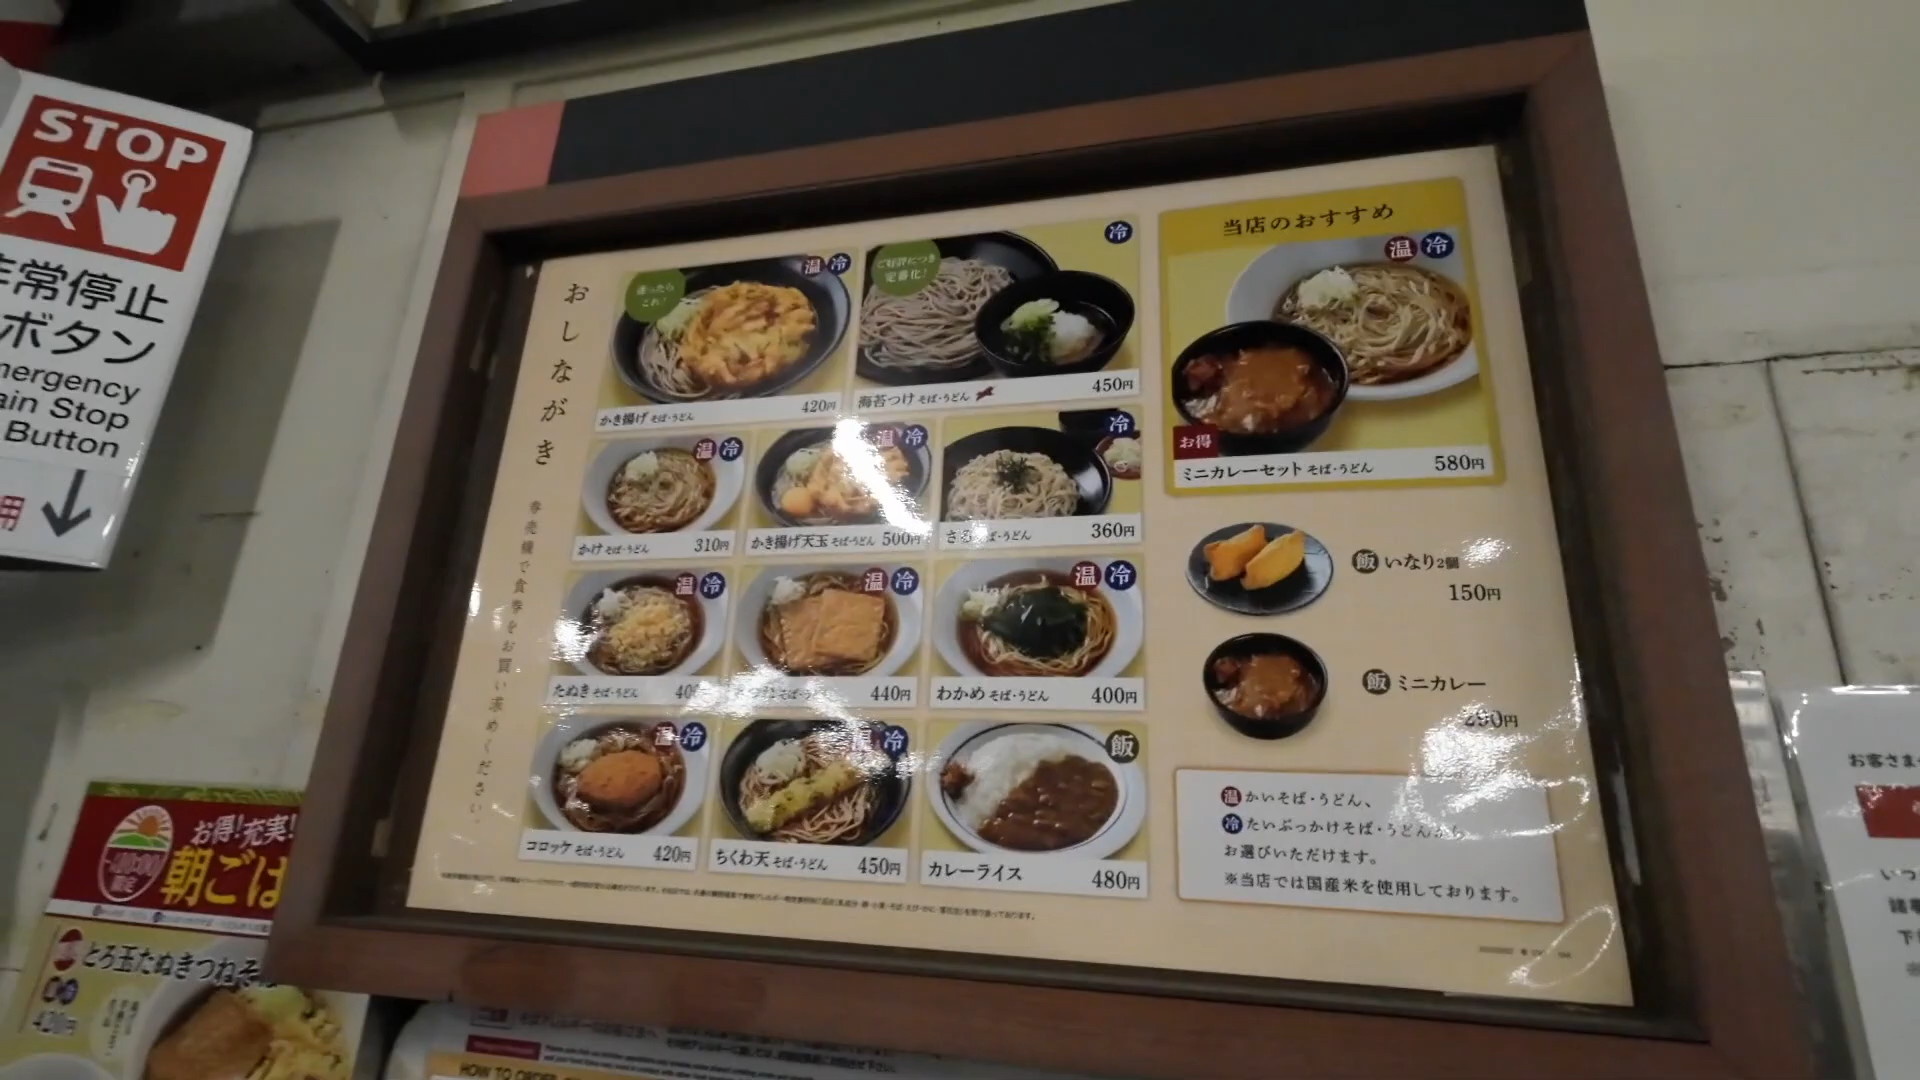 STOP
非常停止
ボタン
Emergency
Train Stop
Button
おしながき
券売機で食券をお買い求めください。
迷ったら
これ!
温 冷
かき揚げ そば・うどん 420円
ご好評につき
定番化!
冷
海苔つけ そば・うどん 450円
温 冷
かけ そば・うどん 310円
温 冷
かき揚げ天玉 そば・うどん 500円
冷
ざる そば・うどん 360円
温 冷
たぬき そば・うどん
温 冷
そば・うどん 440円
温 冷
わかめ そば・うどん 400円
温 冷
コロッケ そば・うどん 420円
温 冷
ちくわ天 そば・うどん 450円
飯
カレーライス 480円
当店のおすすめ
温 冷
お得
ミニカレーセット そば・うどん 580円
飯 いなり2個
150円
飯 ミニカレー
温かいそば・うどん、
冷たいぶっかけそば・うどんから
お選びいただけます。
※当店では国産米を使用しております。
お得!充実!
朝ごは
とろ玉たぬきつねそ
420円
HOW TO ORDER
お客さま
いつ